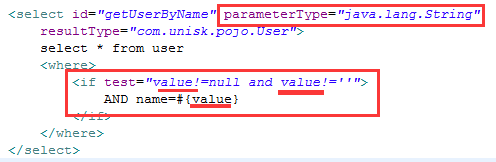 <select id="getUserByName" parameterType="java.lang.String"
resultType="com.unisk.pojo.User">
select * from user
<where>
<if test="value!=null and value!=''">
AND name=#{value}
</if>
</where>
</select>